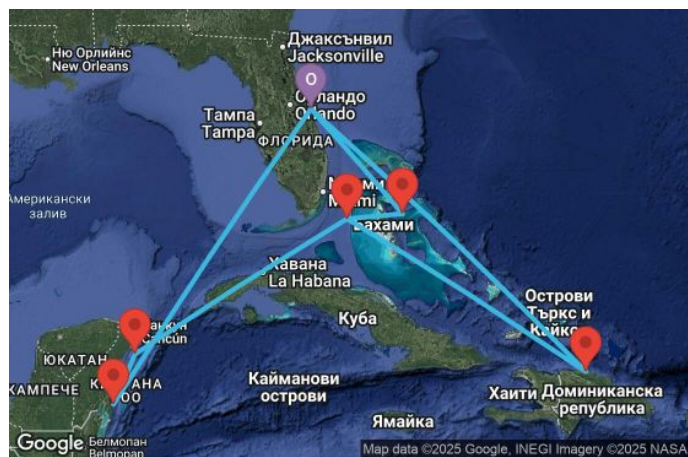 Джаксънвил
Jacksonville
Ню Орлийнс
New Orleans
O
Орландо
Orlando
Тампа
Tampa
ФЛОРИДА
Miami
Американски
залив
Бахами
Хавана
La Habana
Куба
Острови
Търкс и
Кайкос
Cancún
ЮКАТАН
Кайманови
острови
Хаити
Доминиканска
република
Ямайка
Белмопан
Belmopan
Google
Map data ©2025 Google, INEGI Imagery ©2025 NASA